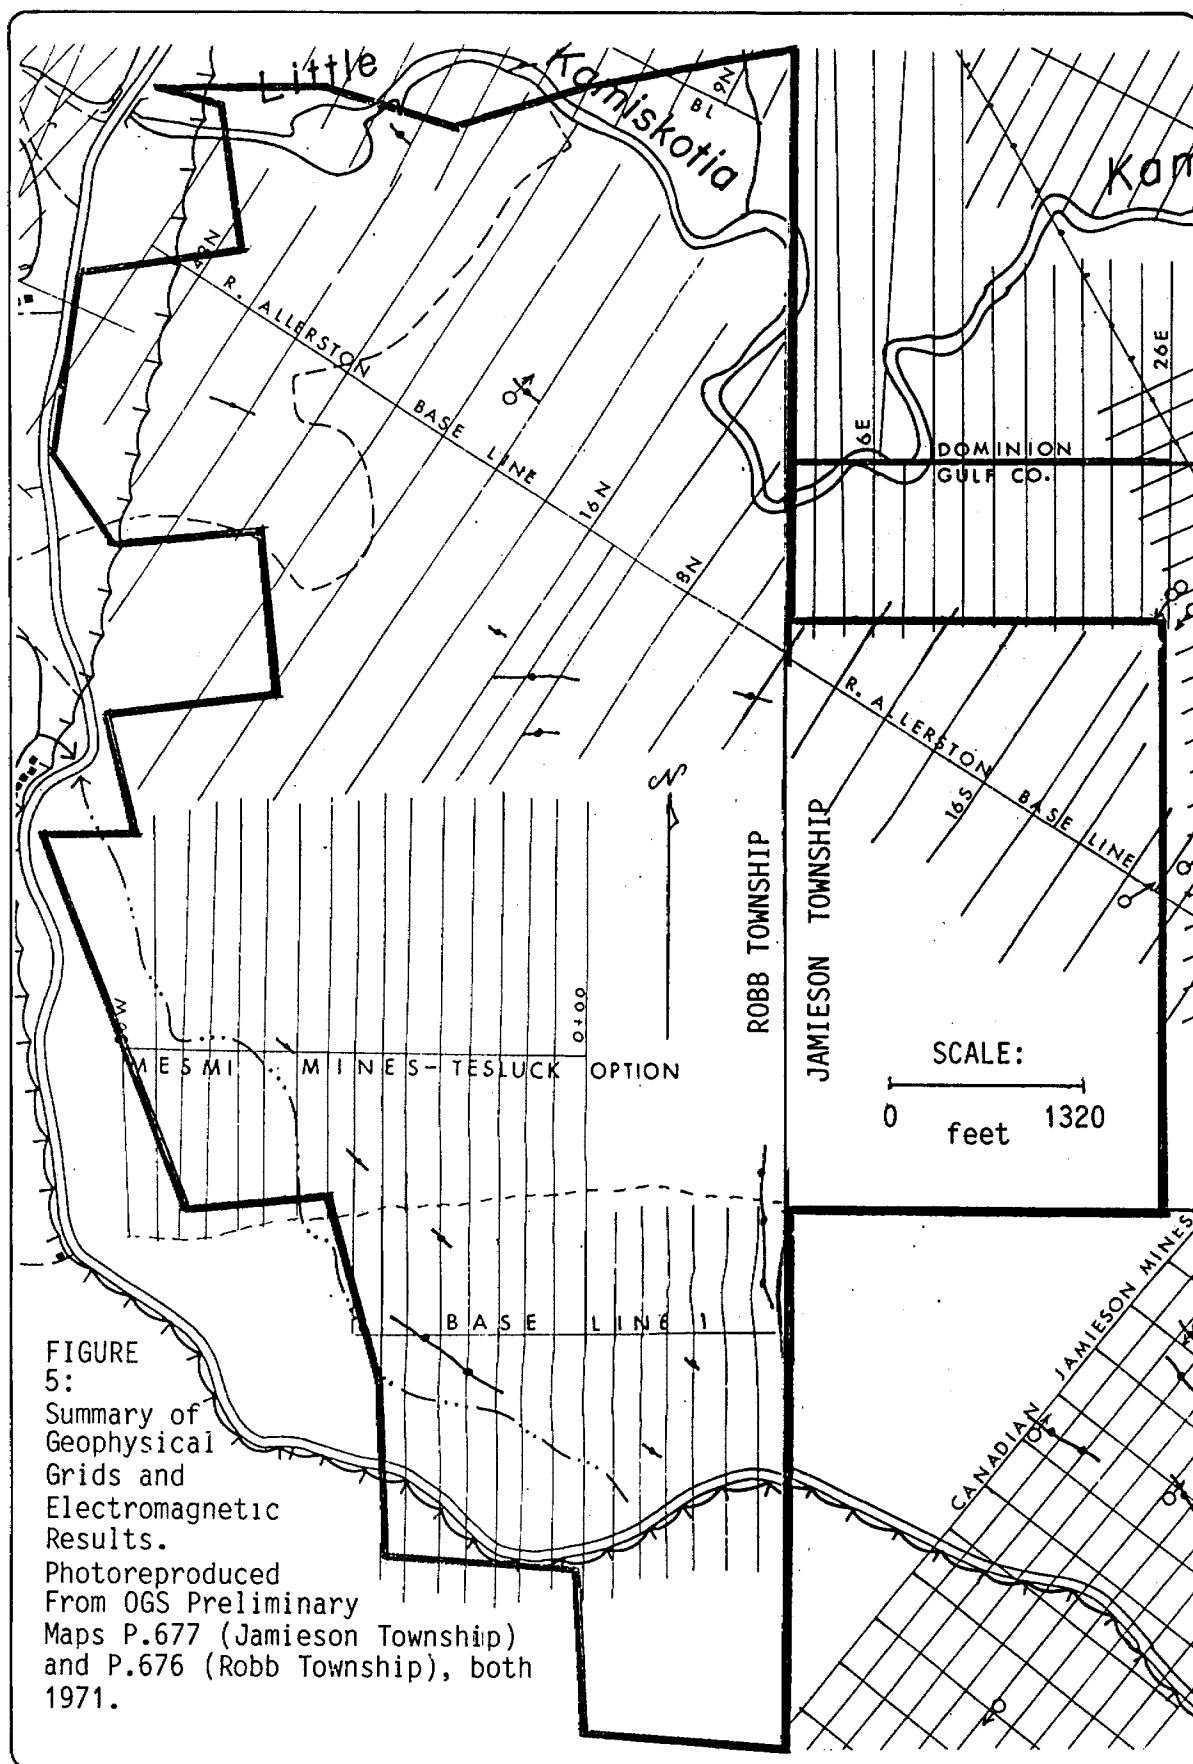 Little
Kamiskotia
9N
BL
Kam
48N
R. ALLERSTON BASE LINE
16N
8N
26E
6E
DOMINION
GULF CO.
R. ALLERSTON BASE LINE
16S
N
ROBB TOWNSHIP
JAMIESON TOWNSHIP
0+00
MESMI MINES-TESLUCK OPTION
SCALE:
0 1320
feet
BASE LINE 1
CANADIAN JAMIESON MINES
FIGURE
5:
Summary of
Geophysical
Grids and
Electromagnetic
Results.
Photoreproduced
From OGS Preliminary
Maps P.677 (Jamieson Township)
and P.676 (Robb Township), both
1971.